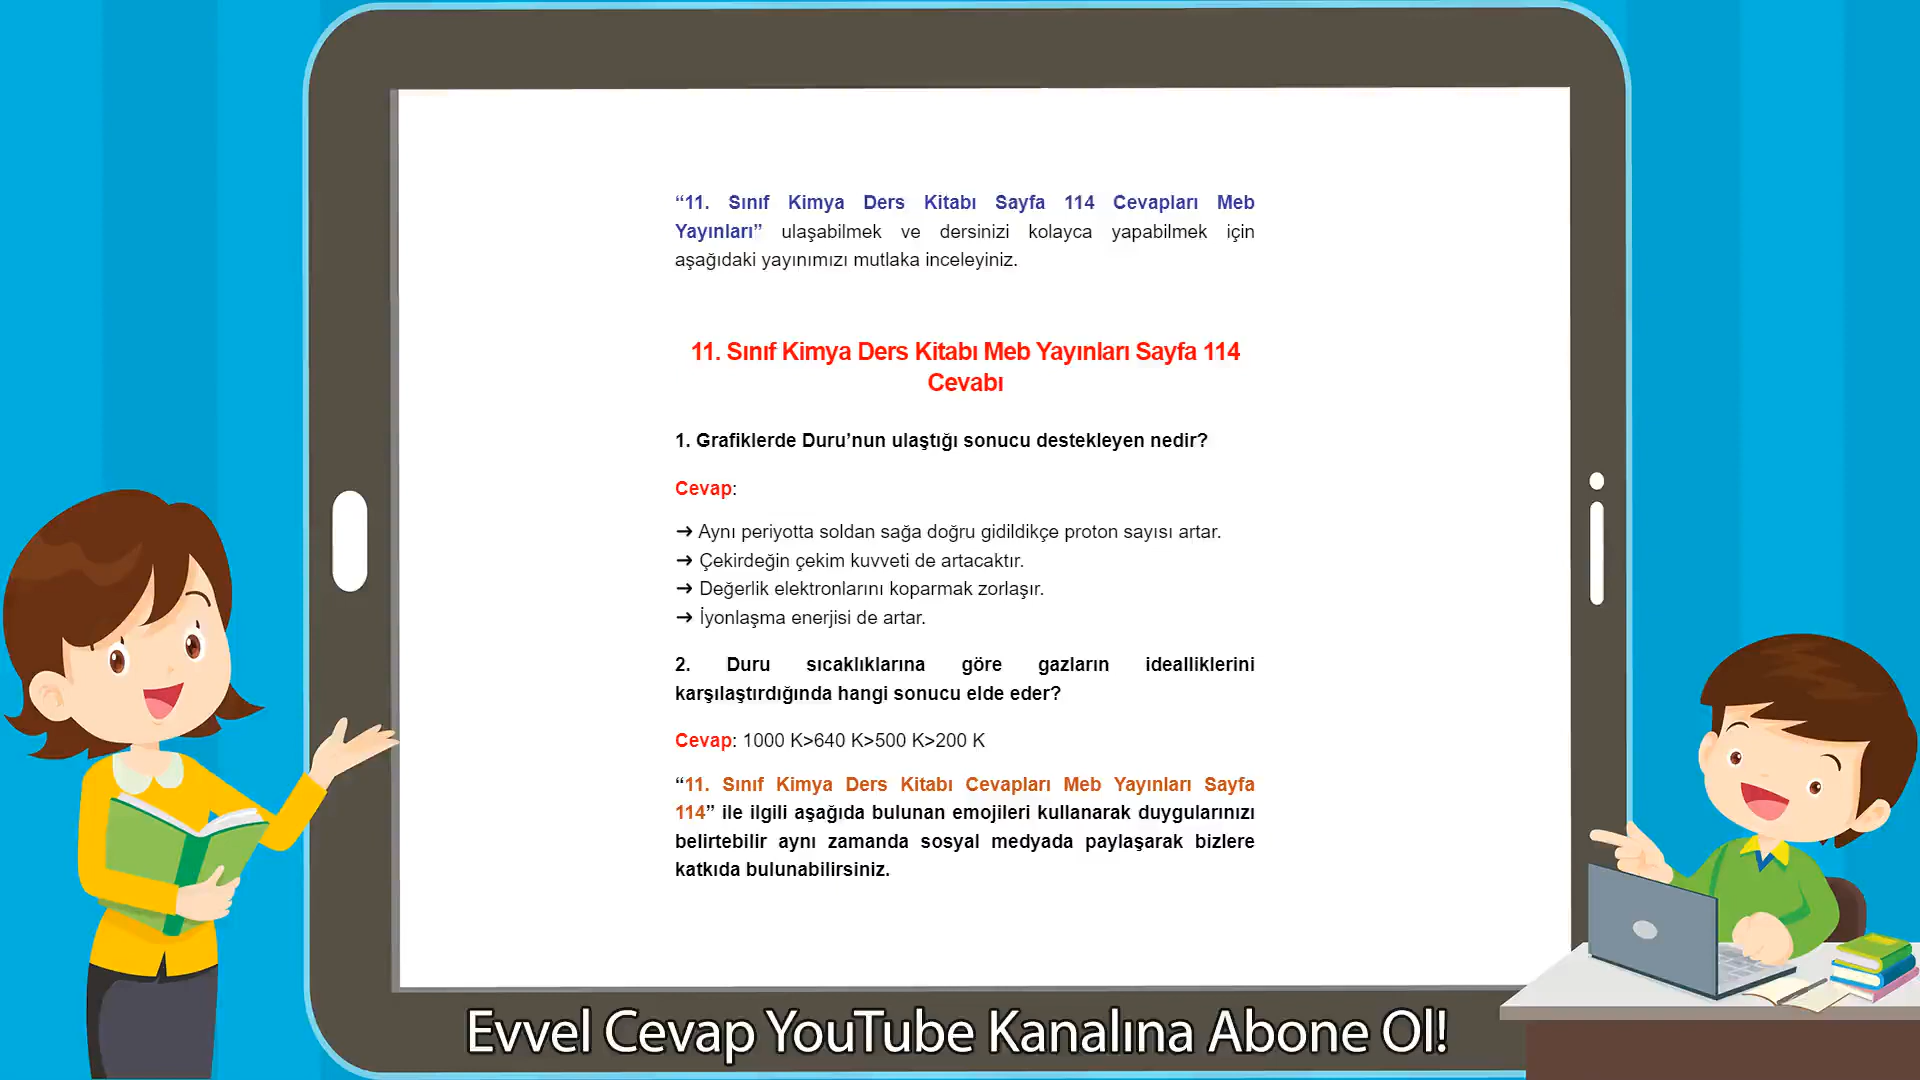 “11. Sınıf Kimya Ders Kitabı Sayfa 114 Cevapları Meb
Yayınları” ulaşabilmek ve dersinizi kolayca yapabilmek için
aşağıdaki yayınımızı mutlaka inceleyiniz.
11. Sınıf Kimya Ders Kitabı Meb Yayınları Sayfa 114
Cevabı
1. Grafiklerde Duru’nun ulaştığı sonucu destekleyen nedir?
Cevap:
→ Aynı periyotta soldan sağa doğru gidildikçe proton sayısı artar.
→ Çekirdeğin çekim kuvveti de artacaktır.
→ Değerlik elektronlarını koparmak zorlaşır.
→ İyonlaşma enerjisi de artar.
2. Duru sıcaklıklarına göre gazların idealliklerini
karşılaştırdığında hangi sonucu elde eder?
Cevap: 1000 K>640 K>500 K>200 K
“11. Sınıf Kimya Ders Kitabı Cevapları Meb Yayınları Sayfa
114” ile ilgili aşağıda bulunan emojileri kullanarak duygularınızı
belirtebilir aynı zamanda sosyal medyada paylaşarak bizlere
katkıda bulunabilirsiniz.
Evvel Cevap YouTube Kanalına Abone Ol!